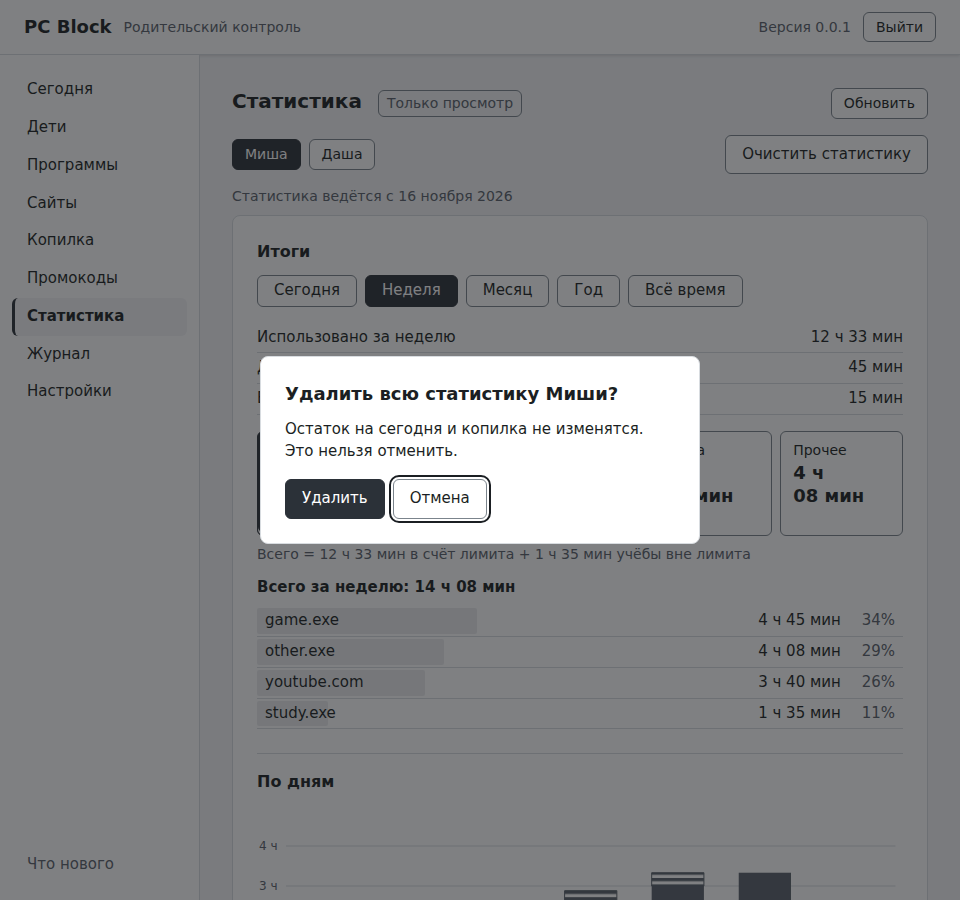 PC Block Родительский контроль Версия 0.0.1 Выйти
Сегодня
Дети
Программы
Сайты
Копилка
Промокоды
Статистика
Журнал
Настройки
Что нового
Статистика Только просмотр Обновить
Миша Даша Очистить статистику
Статистика ведётся с 16 ноября 2026
Итоги
Сегодня Неделя Месяц Год Всё время
Использовано за неделю 12 ч 33 мин
45 мин
15 мин
Удалить всю статистику Миши?
Остаток на сегодня и копилка не изменятся.
Это нельзя отменить.
Удалить Отмена
Прочее
4 ч
08 мин
мин
Всего = 12 ч 33 мин в счёт лимита + 1 ч 35 мин учёбы вне лимита
Всего за неделю: 14 ч 08 мин
game.exe 4 ч 45 мин 34%
other.exe 4 ч 08 мин 29%
youtube.com 3 ч 40 мин 26%
study.exe 1 ч 35 мин 11%
По дням
4 ч
3 ч